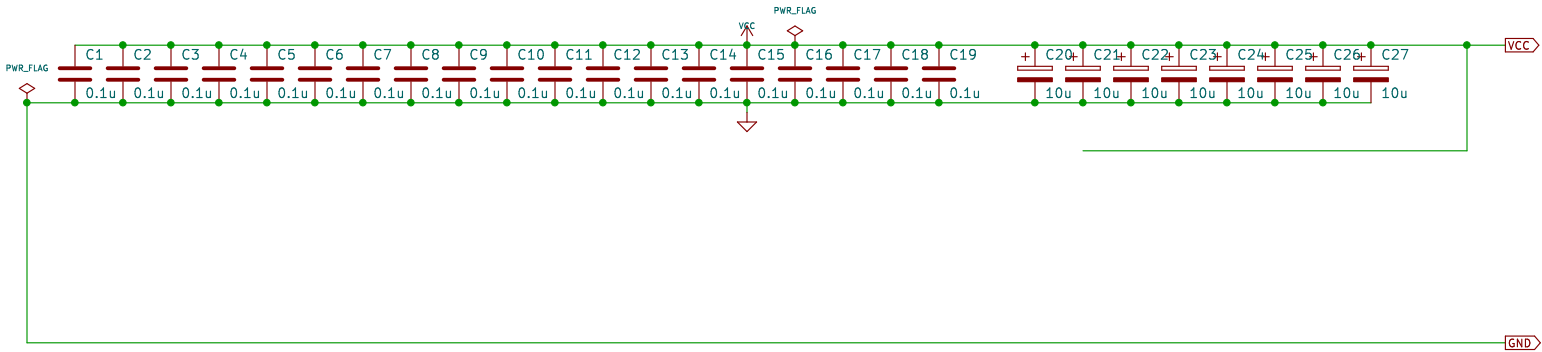 PWR_FLAG
VCC
C1 C2 C3 C4 C5 C6 C7 C8 C9 C10 C11 C12 C13 C14 C15 C16 C17 C18 C19 C20 C21 C22 C23 C24 C25 C26 C27 VCC
+ + + + + + + +
PWR_FLAG
0.1u 0.1u 0.1u 0.1u 0.1u 0.1u 0.1u 0.1u 0.1u 0.1u 0.1u 0.1u 0.1u 0.1u 0.1u 0.1u 0.1u 0.1u 0.1u 10u 10u 10u 10u 10u 10u 10u 10u
GND